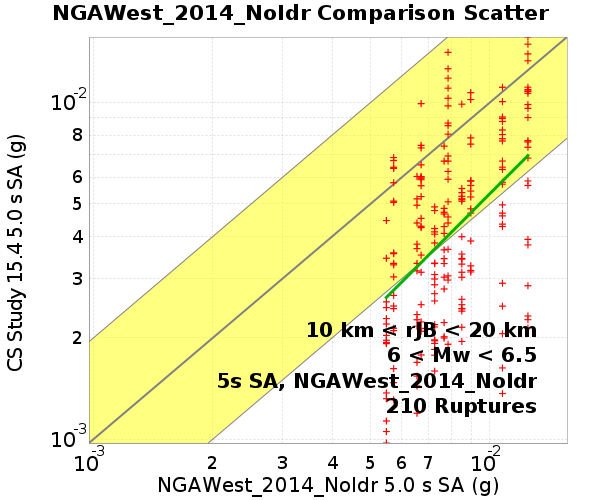 NGAWest_2014_NoIdr Comparison Scatter
CS Study 15.4 5.0 s SA (g)
10-2
8
6
5
4
3
2
10-3
10 km < rJB < 20 km
6 < Mw < 6.5
5s SA, NGAWest_2014_NoIdr
210 Ruptures
10-3 2 3 4 5 6 7 10-2
NGAWest_2014_NoIdr 5.0 s SA (g)